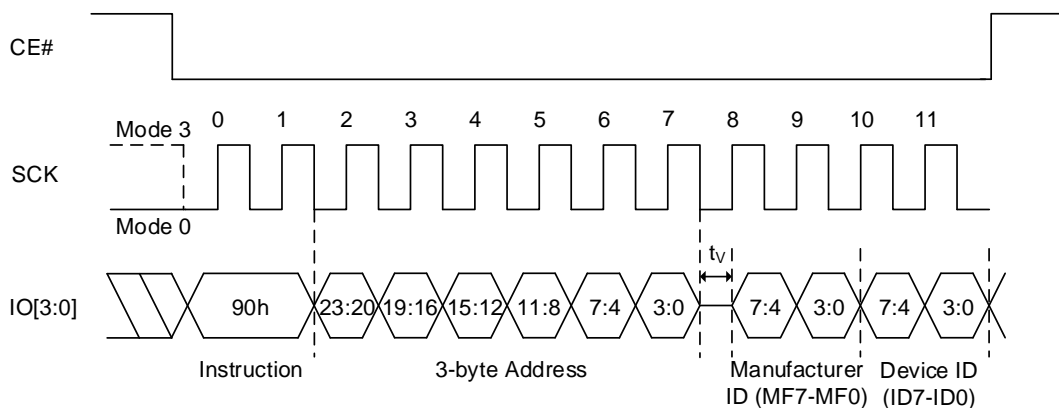 CE#
0 1 2 3 4 5 6 7 8 9 10 11
Mode 3
SCK
Mode 0
tV
IO[3:0]
90h 23:20 19:16 15:12 11:8 7:4 3:0 7:4 3:0 7:4 3:0
Instruction 3-byte Address Manufacturer Device ID
ID (MF7-MF0) (ID7-ID0)